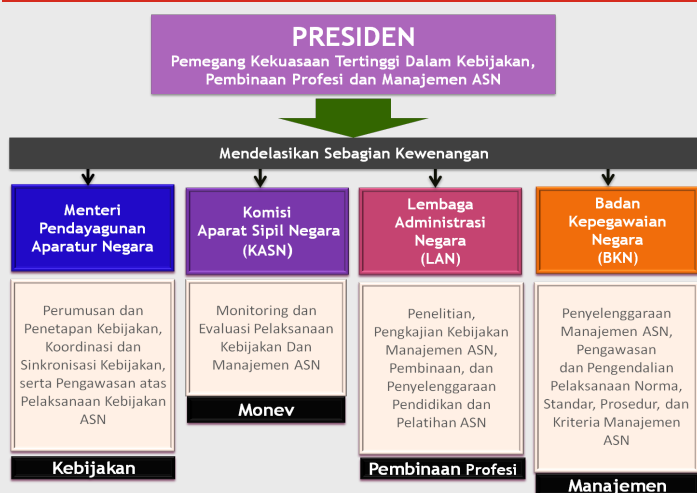 PRESIDEN
Pemegang Kekuasaan Tertinggi Dalam Kebijakan,
Pembinaan Profesi dan Manajemen ASN
Mendelasikan Sebagian Kewenangan
Menteri
Pendayagunan
Aparatur Negara
Perumusan dan
Penetapan Kebijakan,
Koordinasi dan
Sinkronisasi Kebijakan,
serta Pengawasan atas
Pelaksanaan Kebijakan
ASN
Kebijakan
Komisi
Aparat Sipil Negara
(KASN)
Monitoring dan
Evaluasi Pelaksanaan
Kebijakan Dan
Manajemen ASN
Monev
Lembaga
Administrasi
Negara
(LAN)
Penelitian,
Pengkajian Kebijakan
Manajemen ASN,
Pembinaan, dan
Penyelenggaraan
Pendidikan dan
Pelatihan ASN
Pembinaan Profesi
Badan
Kepegawaian
Negara
(BKN)
Penyelenggaraan
Manajemen ASN,
Pengawasan
dan Pengendalian
Pelaksanaan Norma,
Standar, Prosedur, dan
Kriteria Manajemen
ASN
Manajemen